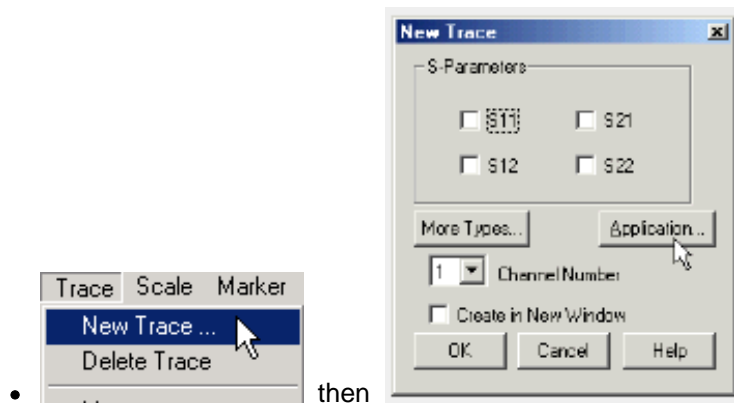 New Trace
S-Parameters
S11 S21
S12 S22
More Types... Application...
1 Channel Number
Create in New Window
OK Cancel Help
Trace Scale Marker
New Trace ...
Delete Trace
• then